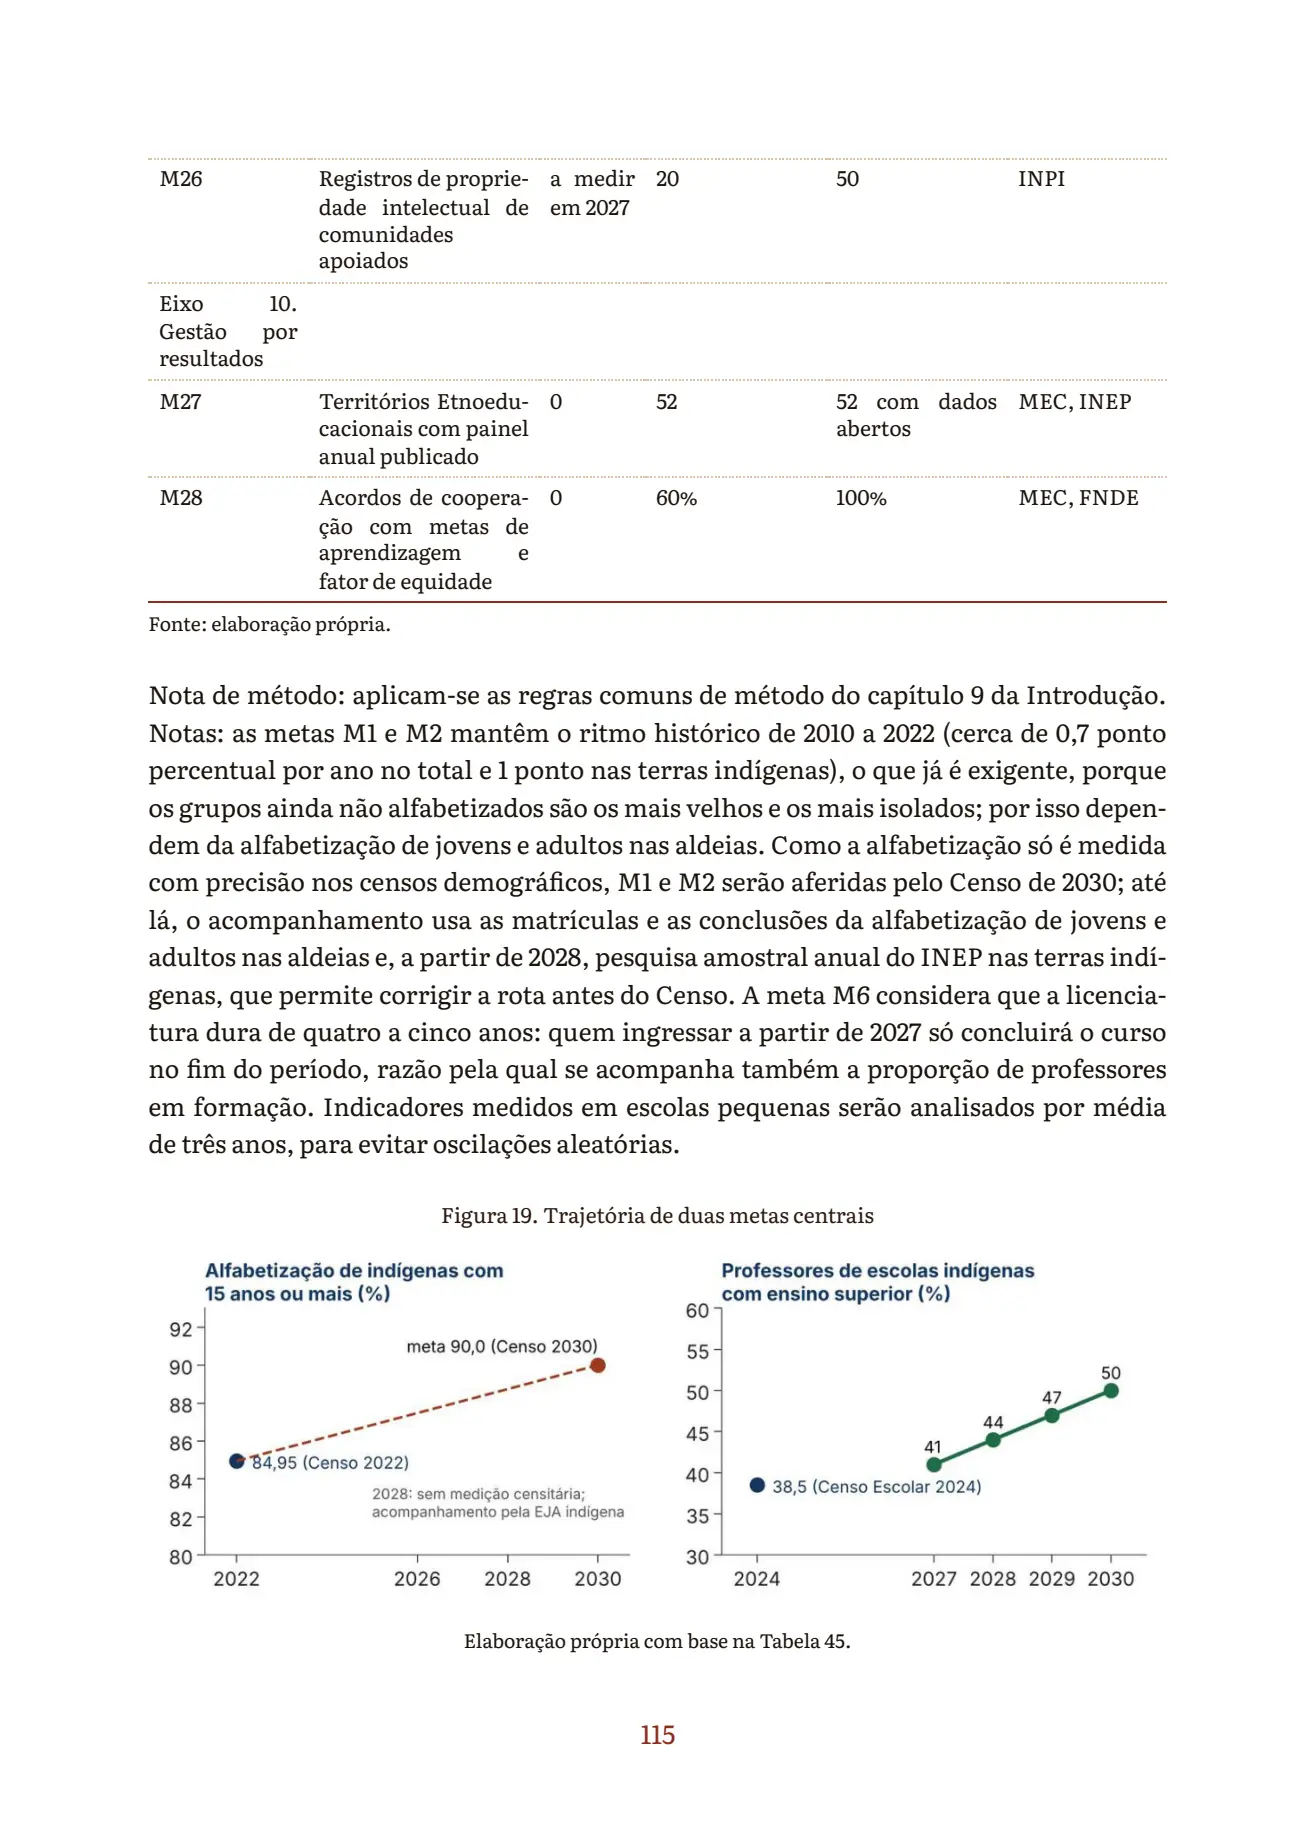 M26 Registros de proprie- a medir 20 50 INPI
dade intelectual de em 2027
comunidades
apoiados
Eixo 10.
Gestão por
resultados
M27 Territórios Etnoedu- 0 52 52 com dados MEC, INEP
cacionais com painel abertos
anual publicado
M28 Acordos de coopera- 0 60% 100% MEC, FNDE
ção com metas de
aprendizagem e
fator de equidade
Fonte: elaboração própria.
Nota de método: aplicam-se as regras comuns de método do capítulo 9 da Introdução.
Notas: as metas M1 e M2 mantêm o ritmo histórico de 2010 a 2022 (cerca de 0,7 ponto
percentual por ano no total e 1 ponto nas terras indígenas), o que já é exigente, porque
os grupos ainda não alfabetizados são os mais velhos e os mais isolados; por isso depen-
dem da alfabetização de jovens e adultos nas aldeias. Como a alfabetização só é medida
com precisão nos censos demográficos, M1 e M2 serão aferidas pelo Censo de 2030; até
lá, o acompanhamento usa as matrículas e as conclusões da alfabetização de jovens e
adultos nas aldeias e, a partir de 2028, pesquisa amostral anual do INEP nas terras indí-
genas, que permite corrigir a rota antes do Censo. A meta M6 considera que a licencia-
tura dura de quatro a cinco anos: quem ingressar a partir de 2027 só concluirá o curso
no fim do período, razão pela qual se acompanha também a proporção de professores
em formação. Indicadores medidos em escolas pequenas serão analisados por média
de três anos, para evitar oscilações aleatórias.
Figura 19. Trajetória de duas metas centrais
Alfabetização de indígenas com
15 anos ou mais (%)
92
90
88
86
84
82
80
meta 90,0 (Censo 2030)
84,95 (Censo 2022)
2028: sem medição censitária;
acompanhamento pela EJA indígena
2022 2026 2028 2030
Professores de escolas indígenas
com ensino superior (%)
60
55
50
45
40
35
30
50
47
44
41
38,5 (Censo Escolar 2024)
2024 2027 2028 2029 2030
Elaboração própria com base na Tabela 45.
115